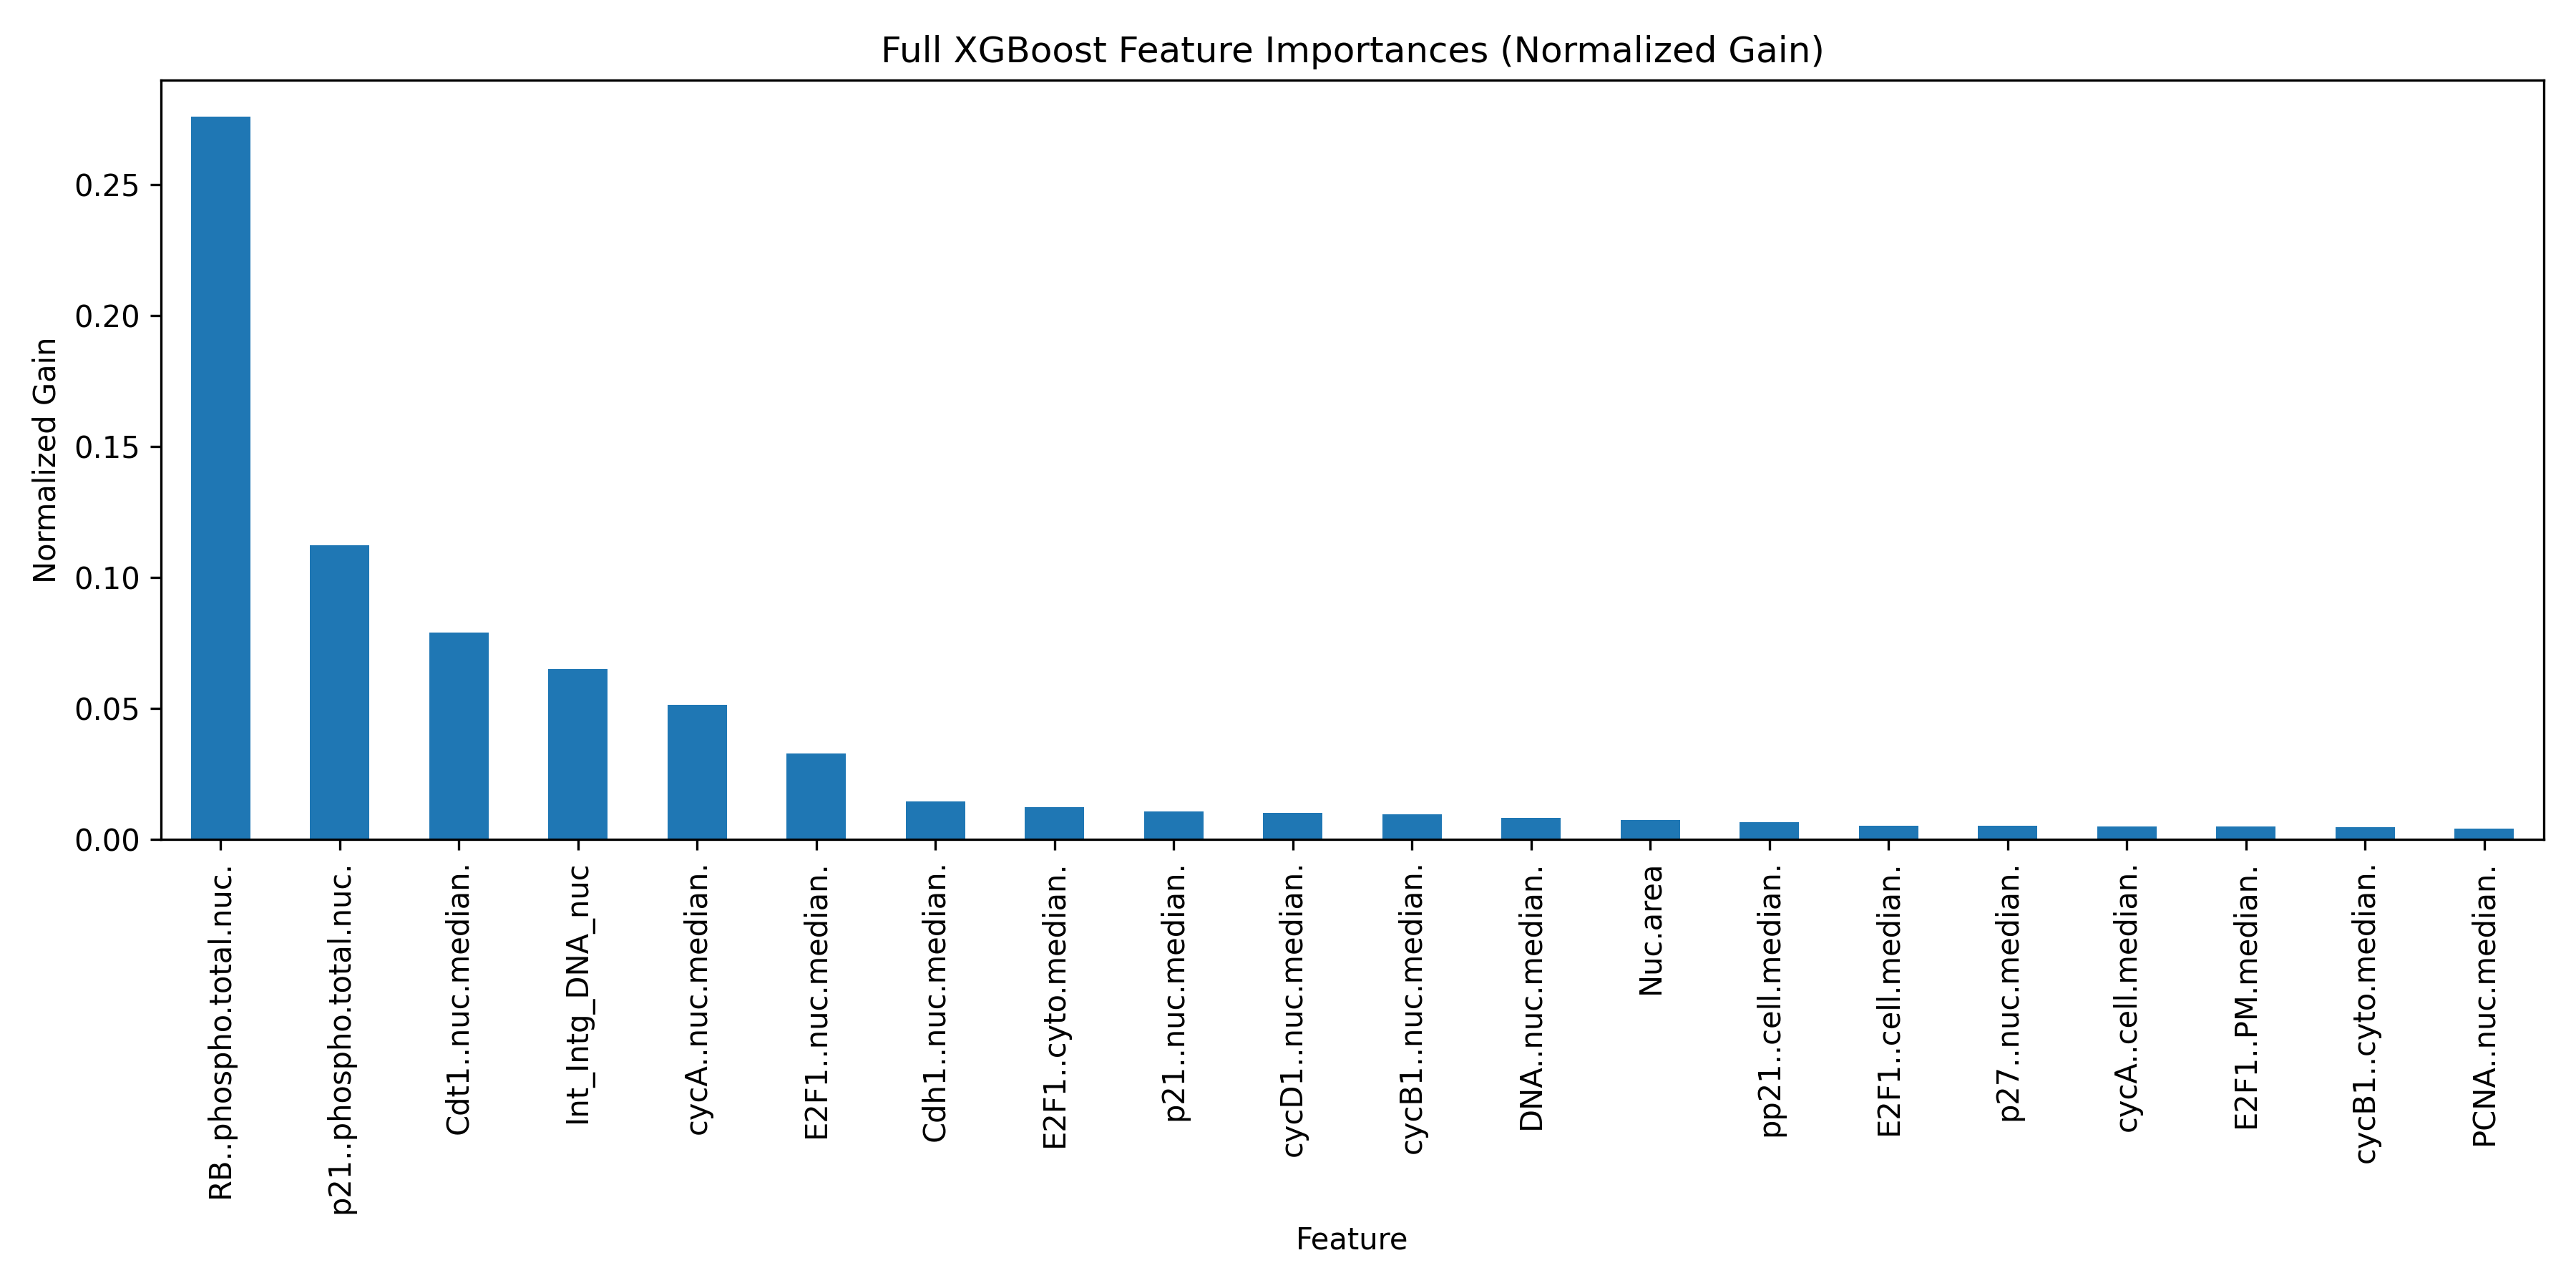 Full XGBoost Feature Importances (Normalized Gain)
Normalized Gain
0.25
0.20
0.15
0.10
0.05
0.00
RB..phospho.total.nuc.
p21..phospho.total.nuc.
Cdt1..nuc.median.
Int_Intg_DNA_nuc
cycA..nuc.median.
E2F1..nuc.median.
Cdh1..nuc.median.
E2F1..cyto.median.
p21..nuc.median.
cycD1..nuc.median.
cycB1..nuc.median.
DNA..nuc.median.
Nuc.area
pp21..cell.median.
E2F1..cell.median.
p27..nuc.median.
cycA..cell.median.
E2F1..PM.median.
cycB1..cyto.median.
PCNA..nuc.median.
Feature